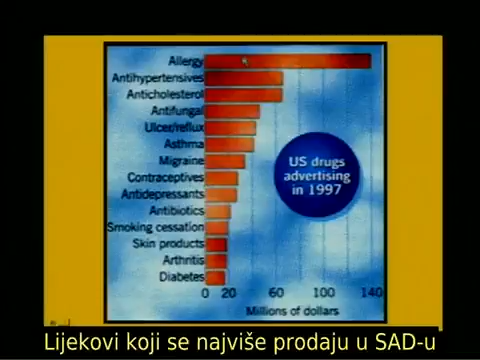 Allergy
Antihypertensives
Anticholesterol
Antifungal
Ulcer/reflux
Asthma
Migraine
Contraceptives
Antidepressants
Antibiotics
Smoking cessation
Skin products
Arthritis
Diabetes
US drugs
advertising
in 1997
0 20 60 100 140
Millions of dollars
Lijekovi koji se najviše prodaju u SAD-u